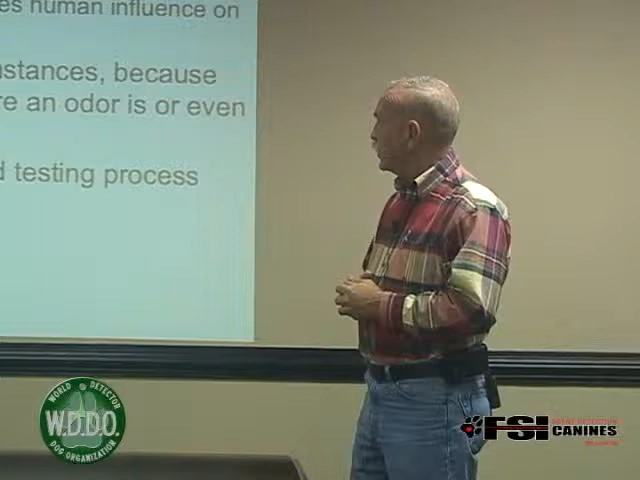 es human influence on
nstances, because
re an odor is or even
d testing process
WORLD DETECTOR
W.D.D.O.
DOG ORGANIZATION
FSI
CANINES